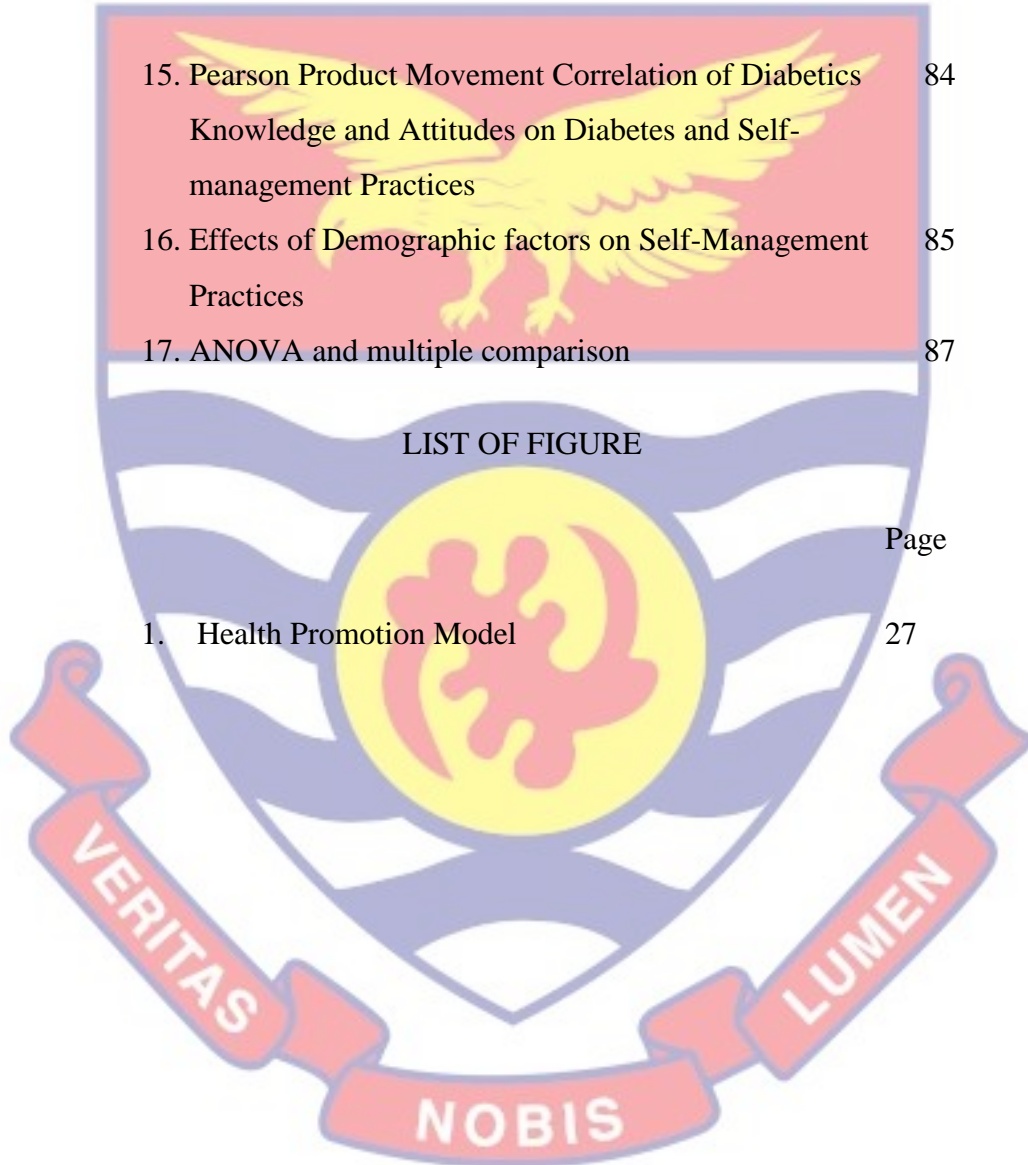 15. Pearson Product Movement Correlation of Diabetics 84
Knowledge and Attitudes on Diabetes and Self-
management Practices
16. Effects of Demographic factors on Self-Management 85
Practices
17. ANOVA and multiple comparison 87
LIST OF FIGURE
Page
1. Health Promotion Model 27
VERITAS
NOBIS
LUMEN